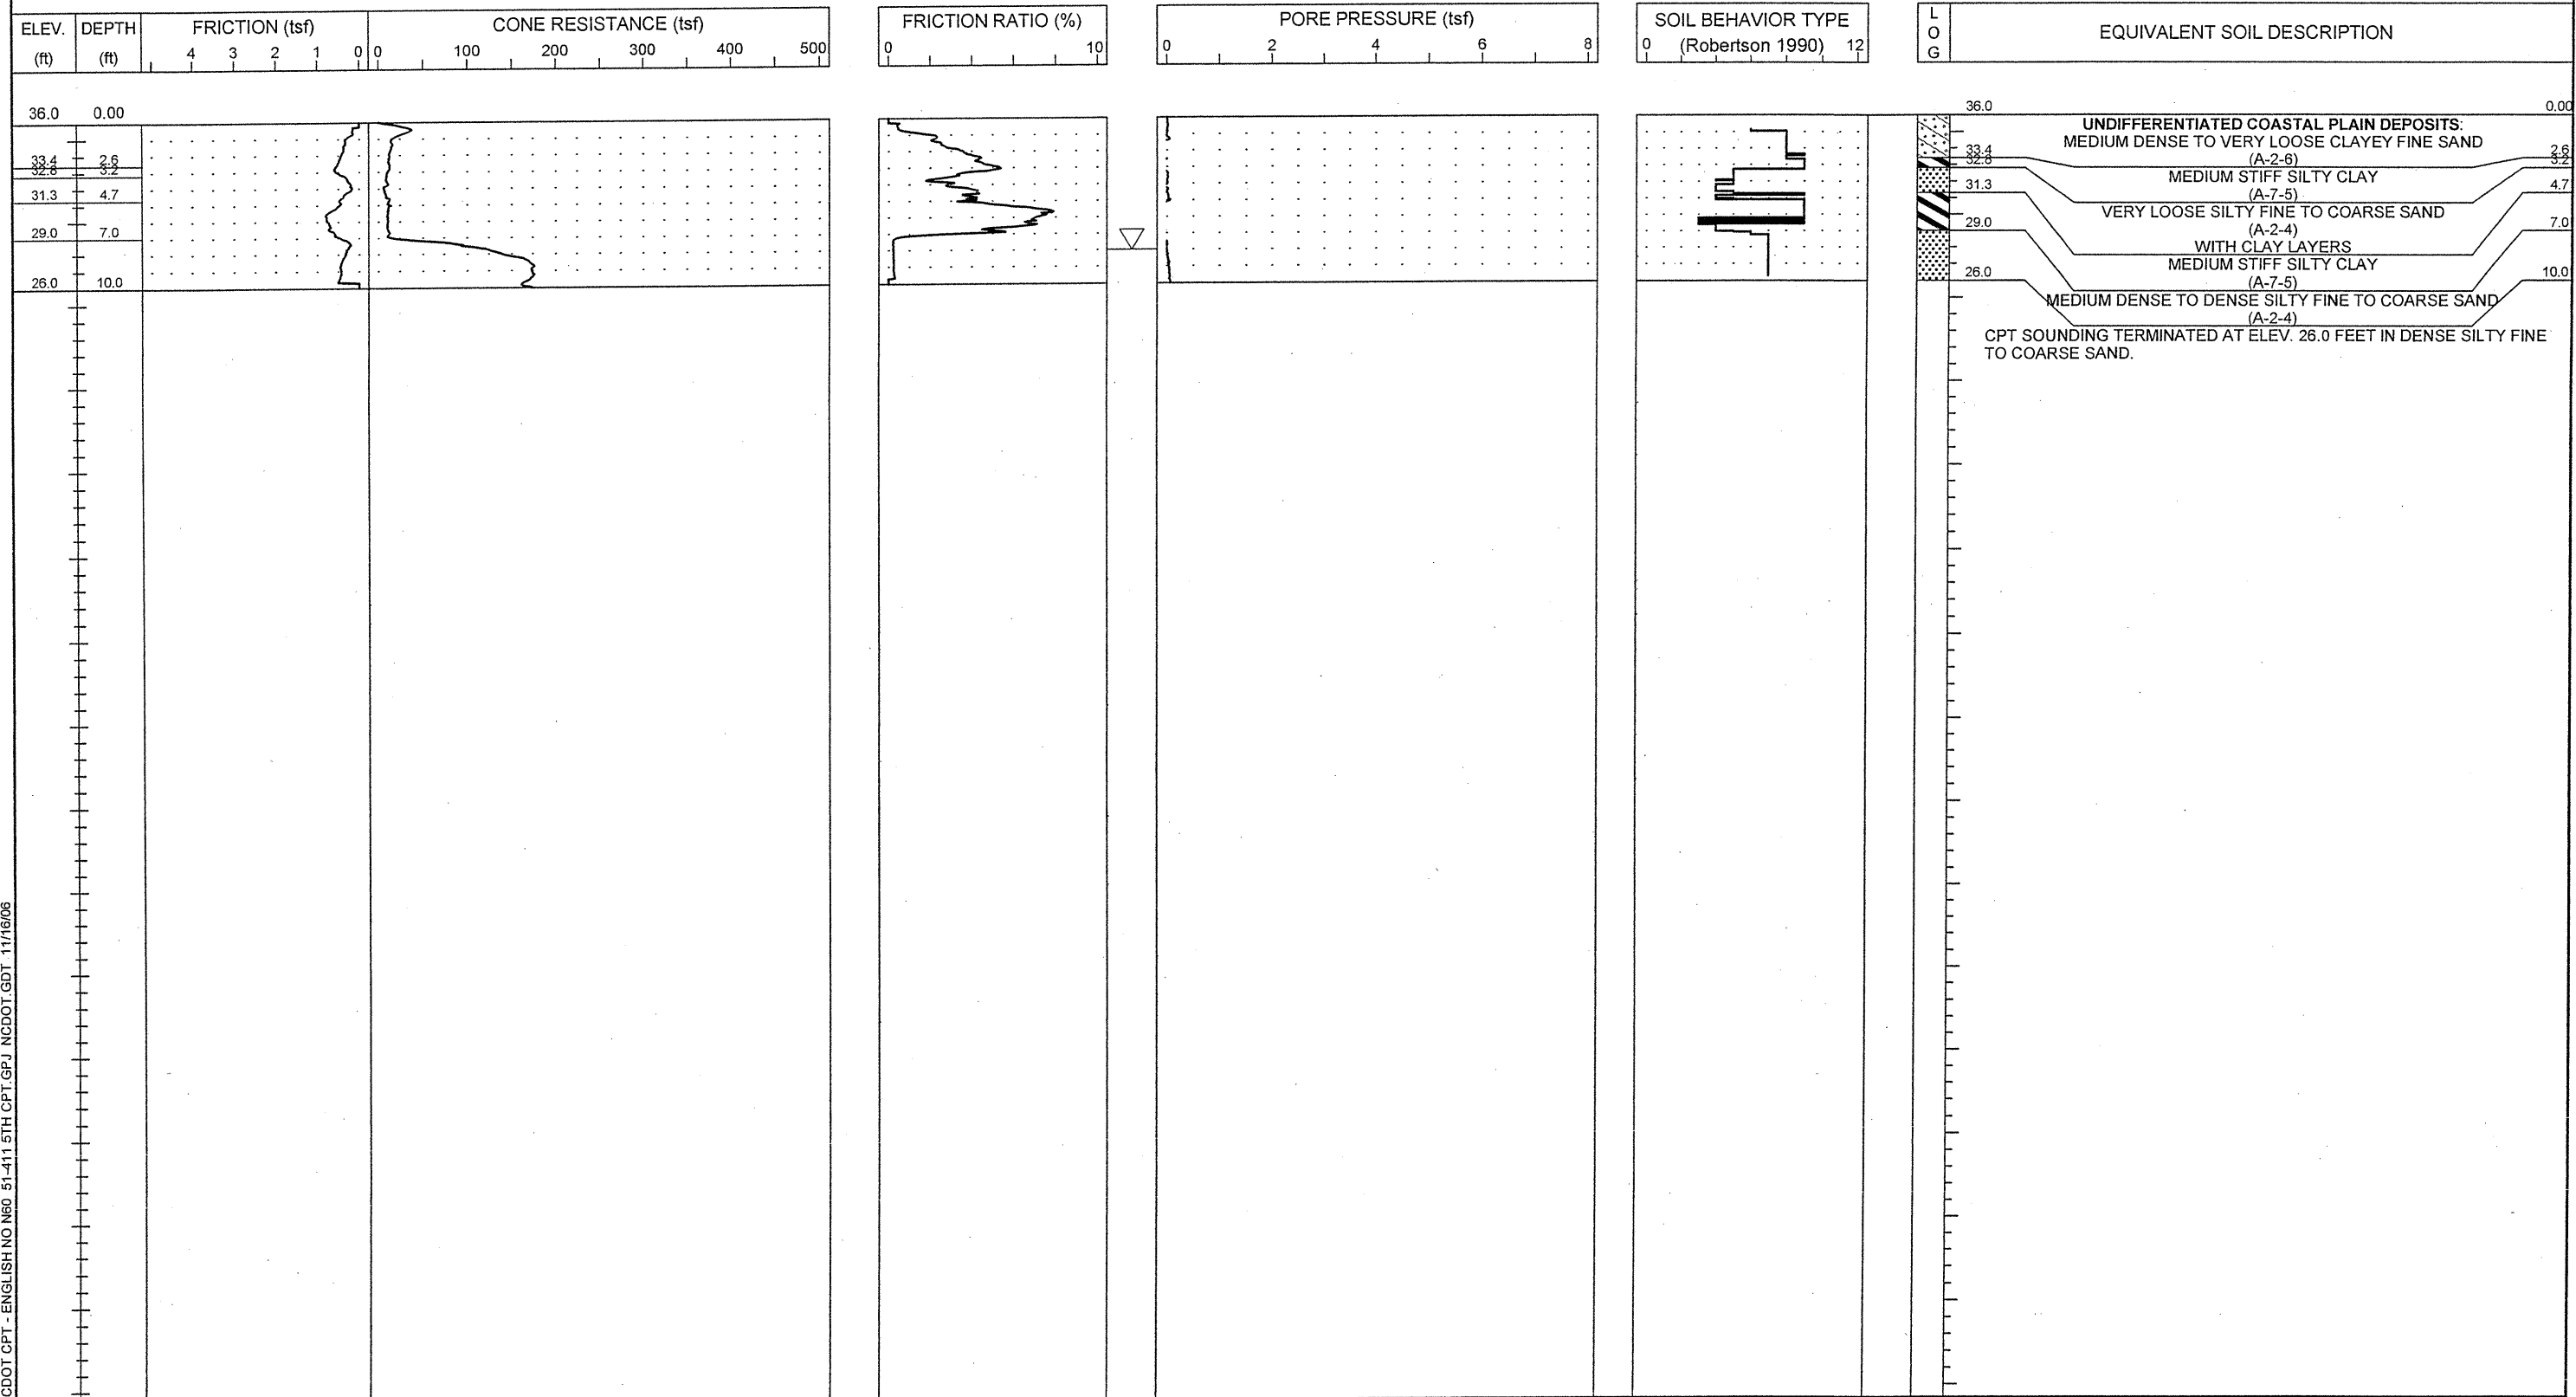 ELEV. (ft)
DEPTH (ft)
FRICTION (tsf)
4 3 2 1 0
CONE RESISTANCE (tsf)
0 100 200 300 400 500
FRICTION RATIO (%)
0 10
PORE PRESSURE (tsf)
0 2 4 6 8
SOIL BEHAVIOR TYPE
(Robertson 1990)
0 12
LOG
EQUIVALENT SOIL DESCRIPTION
36.0 0.00
33.4 2.6
32.8 3.2
31.3 4.7
29.0 7.0
26.0 10.0
36.0 0.00
UNDIFFERENTIATED COASTAL PLAIN DEPOSITS:
MEDIUM DENSE TO VERY LOOSE CLAYEY FINE SAND
33.4 2.6
(A-2-6)
32.8 3.2
MEDIUM STIFF SILTY CLAY
31.3 4.7
(A-7-5)
VERY LOOSE SILTY FINE TO COARSE SAND
29.0 7.0
(A-2-4)
WITH CLAY LAYERS
MEDIUM STIFF SILTY CLAY
26.0 10.0
(A-7-5)
MEDIUM DENSE TO DENSE SILTY FINE TO COARSE SAND
(A-2-4)
CPT SOUNDING TERMINATED AT ELEV. 26.0 FEET IN DENSE SILTY FINE
TO COARSE SAND.
CDOT CPT - ENGLISH NO N60 51-411 5TH CPT.GPJ NCDOT.GDT 11/16/06